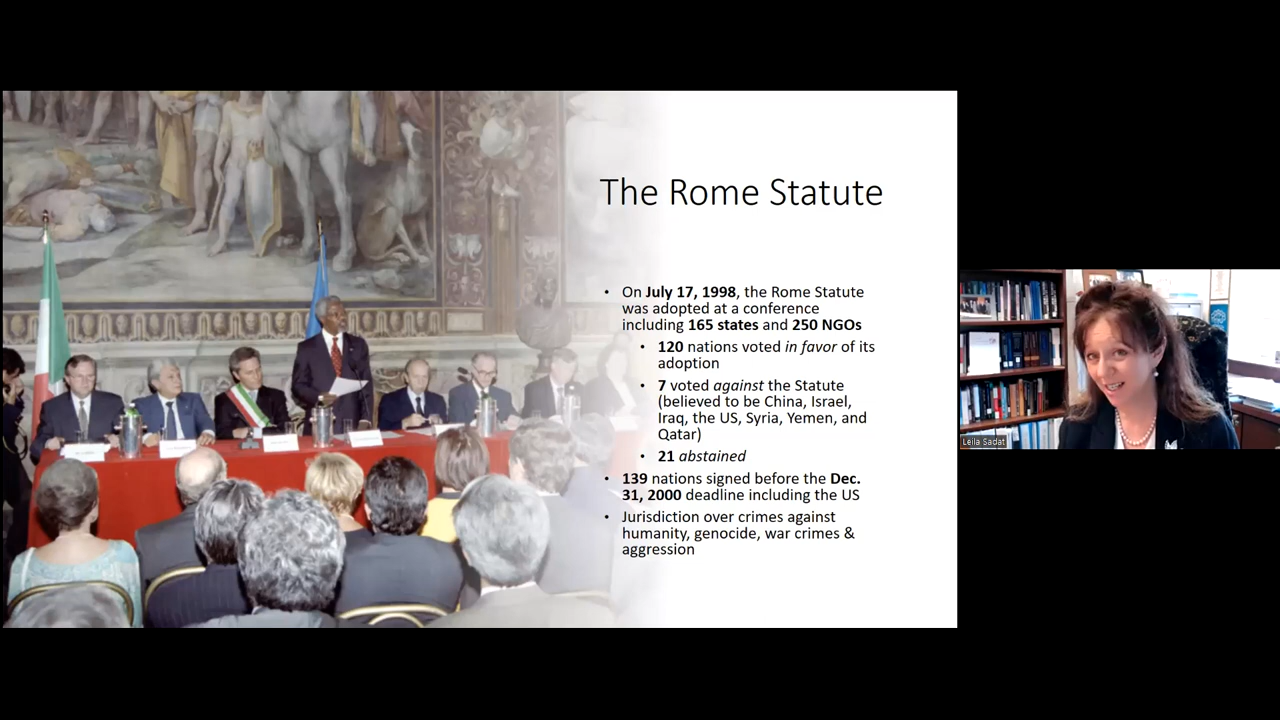 The Rome Statute
• On July 17, 1998, the Rome Statute
was adopted at a conference
including 165 states and 250 NGOs
• 120 nations voted in favor of its
adoption
• 7 voted against the Statute
(believed to be China, Israel,
Iraq, the US, Syria, Yemen, and
Qatar)
• 21 abstained
• 139 nations signed before the Dec.
31, 2000 deadline including the US
• Jurisdiction over crimes against
humanity, genocide, war crimes &
aggression
Leila Sadat